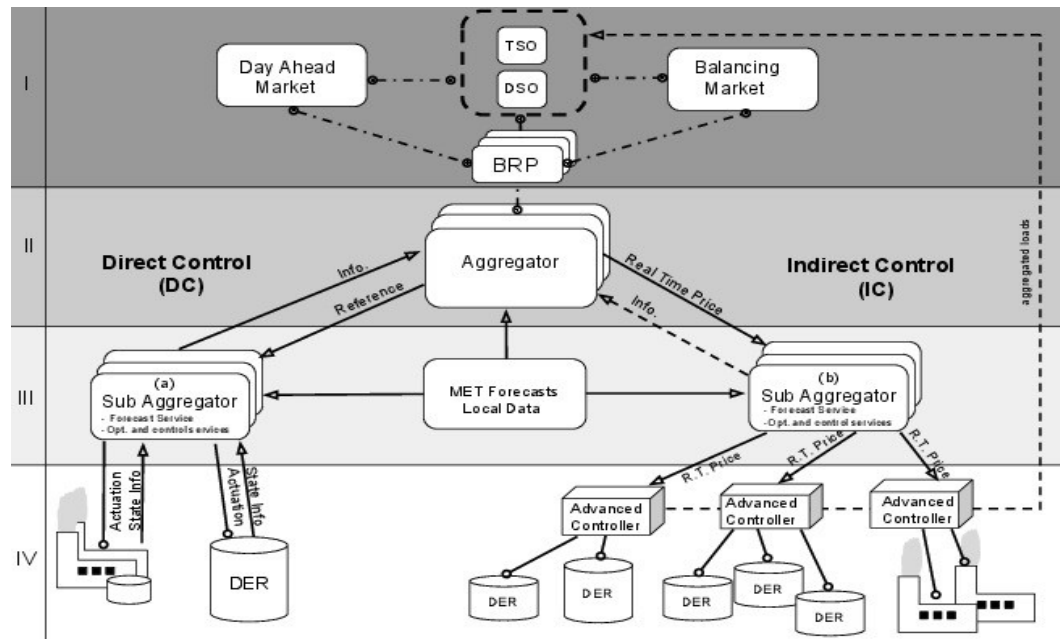 I
Day Ahead
Market
TSO
DSO
Balancing
Market
BRP
II
Direct Control
(DC)
Info.
Reference
Aggregator
Real Time Price
Info.
Indirect Control
(IC)
aggregated loads
III
(a)
Sub Aggregator
- Forecast Service
- Opt. and control services
MET Forecasts
Local Data
(b)
Sub Aggregator
- Forecast Service
- Opt. and control services
R.T. Price
R.T. Price
R.T. Price
IV
Actuation
State Info
Actuation
State Info
DER
Advanced
Controller
Advanced
Controller
Advanced
Controller
DER
DER
DER
DER
DER